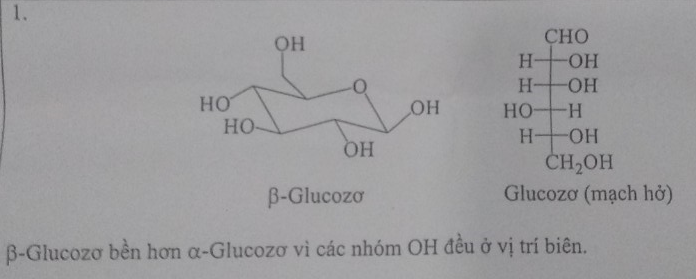 1.
OH
O
HO
HO
OH
OH
β-Glucozơ
CHO
H OH
H OH
HO H
H OH
CH₂OH
Glucozơ (mạch hở)
β-Glucozơ bền hơn α-Glucozơ vì các nhóm OH đều ở vị trí biên.